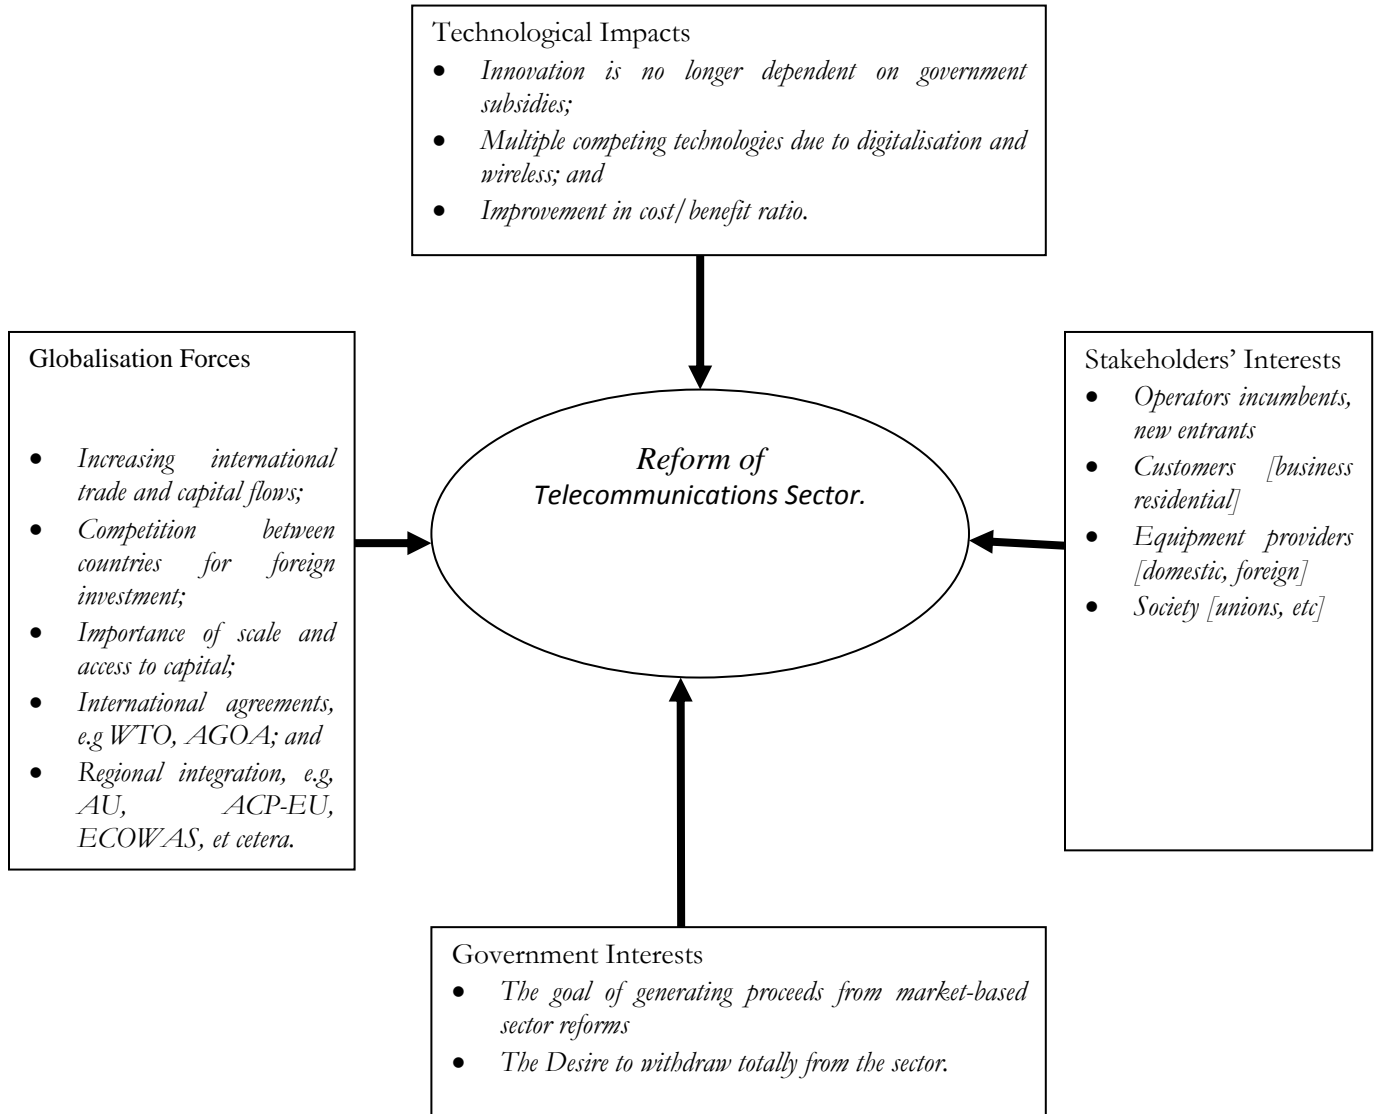 Technological Impacts
● Innovation is no longer dependent on government
subsidies;
● Multiple competing technologies due to digitalisation and
wireless; and
● Improvement in cost/benefit ratio.
Globalisation Forces
● Increasing international
trade and capital flows;
● Competition between
countries for foreign
investment;
● Importance of scale and
access to capital;
● International agreements,
e.g WTO, AGOA; and
● Regional integration, e.g,
AU, ACP-EU,
ECOWAS, et cetera.
Reform of
Telecommunications Sector.
Stakeholders’ Interests
● Operators incumbents,
new entrants
● Customers [business
residential]
● Equipment providers
[domestic, foreign]
● Society [unions, etc]
Government Interests
● The goal of generating proceeds from market-based
sector reforms
● The Desire to withdraw totally from the sector.